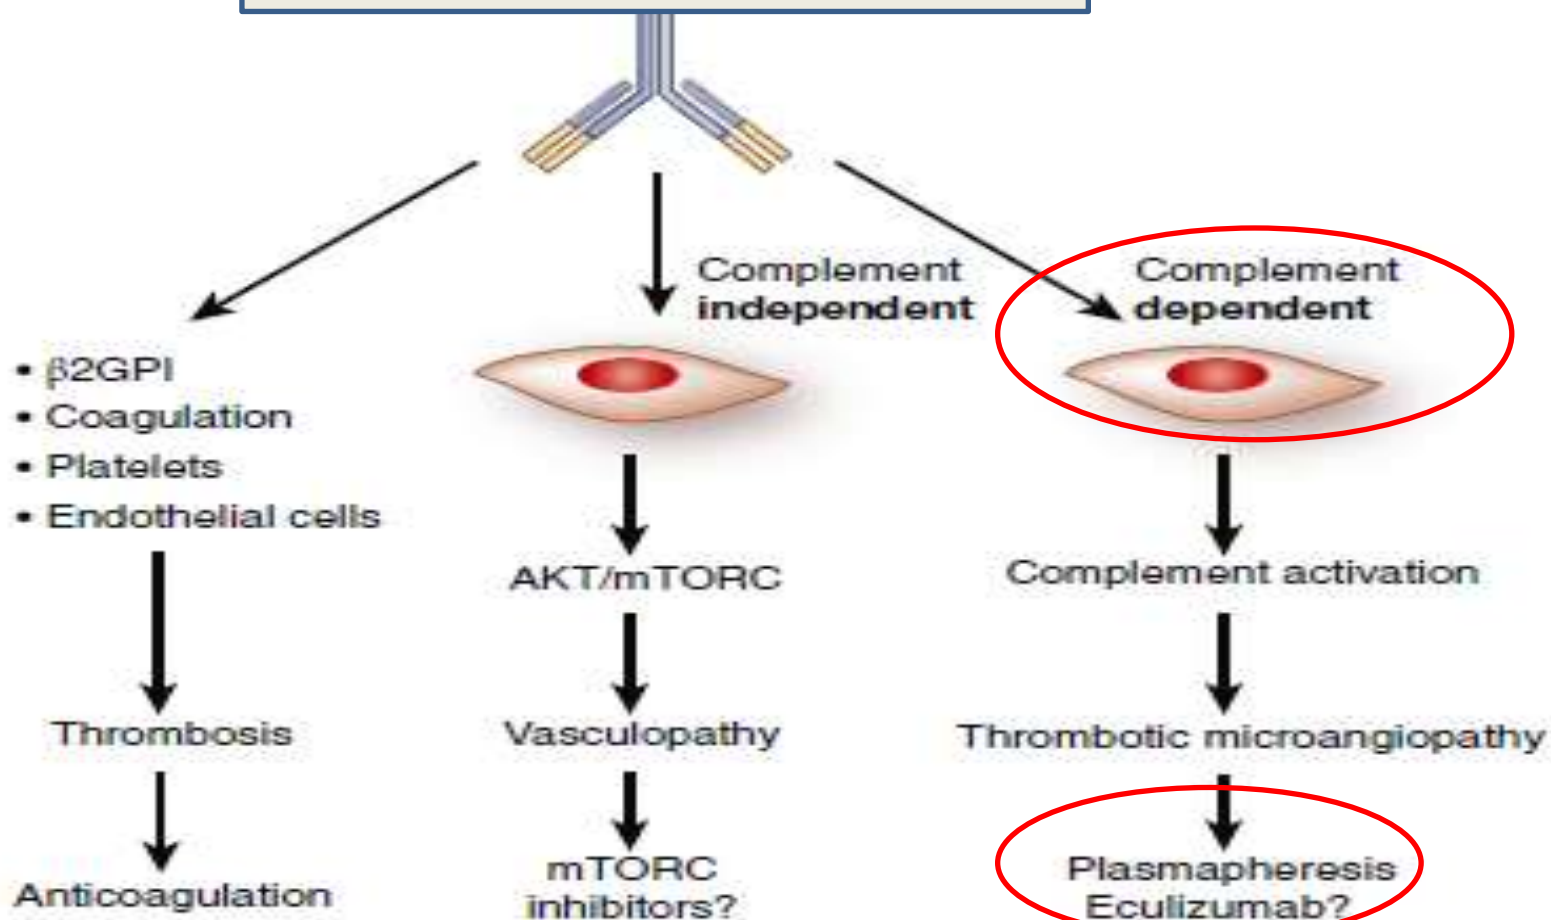 Complement
independent
Complement
dependent
• β2GPI
• Coagulation
• Platelets
• Endothelial cells
AKT/mTORC
Complement activation
Thrombosis
Vasculopathy
Thrombotic microangiopathy
Anticoagulation
mTORC
inhibitors?
Plasmapheresis
Eculizumab?